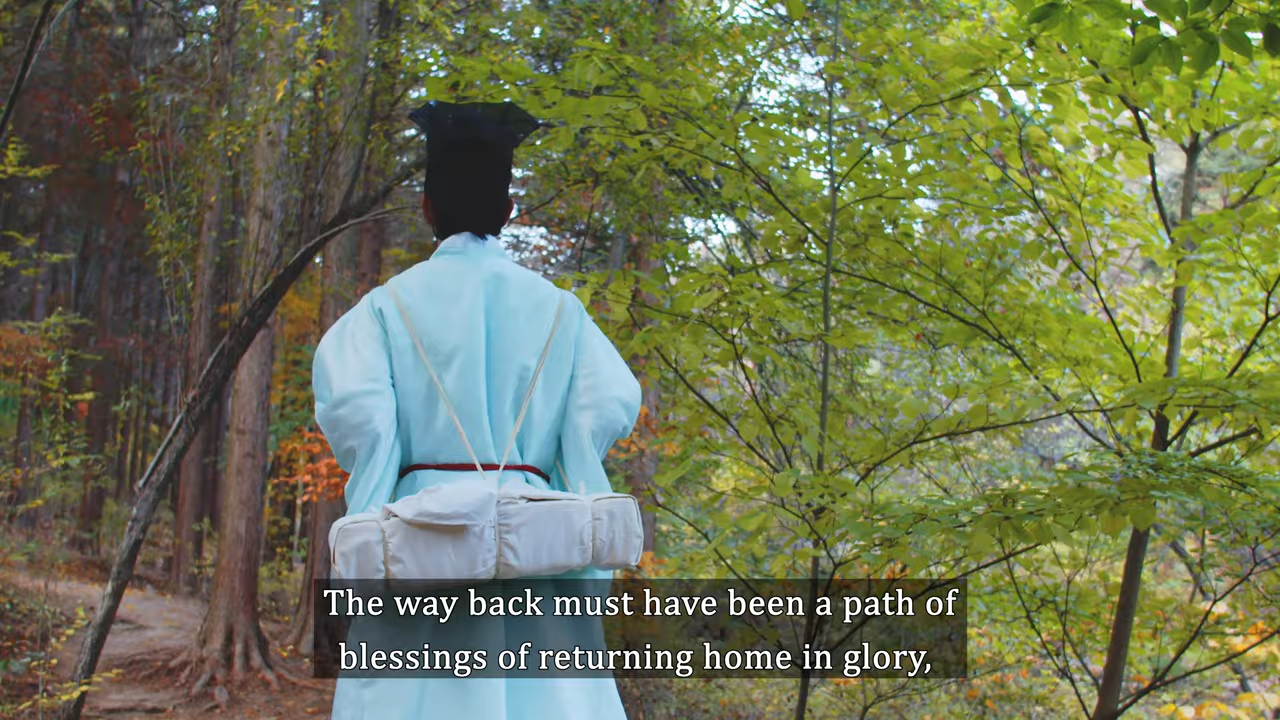 The way back must have been a path of
blessings of returning home in glory,